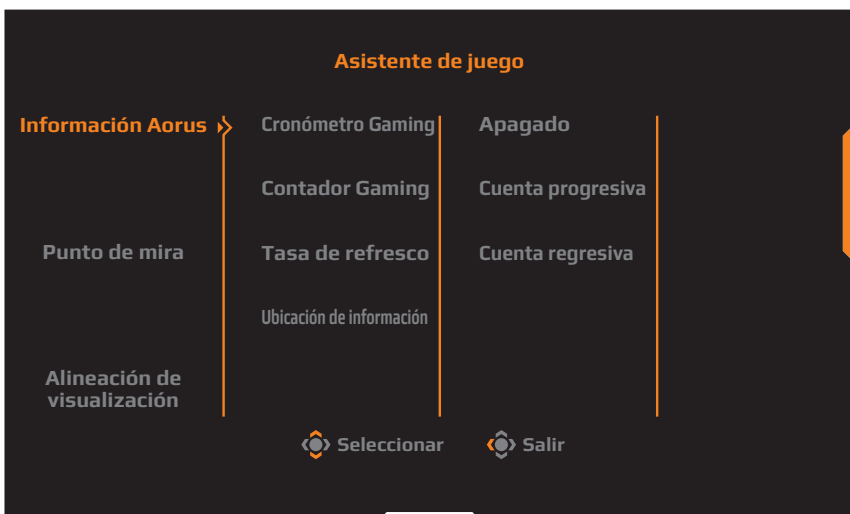 Asistente de juego
Información Aorus
Cronómetro Gaming
Apagado
Contador Gaming
Cuenta progresiva
Punto de mira
Tasa de refresco
Cuenta regresiva
Ubicación de información
Alineación de
visualización
Seleccionar
Salir